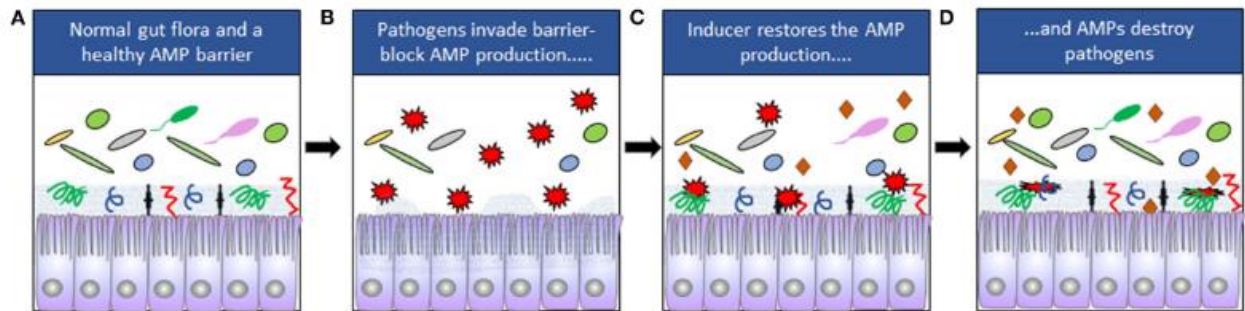 A
Normal gut flora and a
healthy AMP barrier
B
Pathogens invade barrier-
block AMP production.....
C
Inducer restores the AMP
production....
D
...and AMPs destroy
pathogens